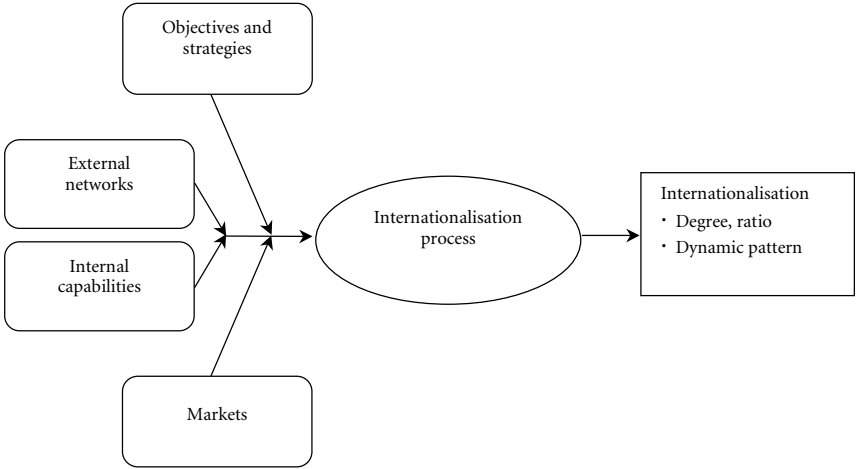 Objectives and
strategies
External
networks
Internal
capabilities
Markets
Internationalisation
process
Internationalisation
• Degree, ratio
• Dynamic pattern